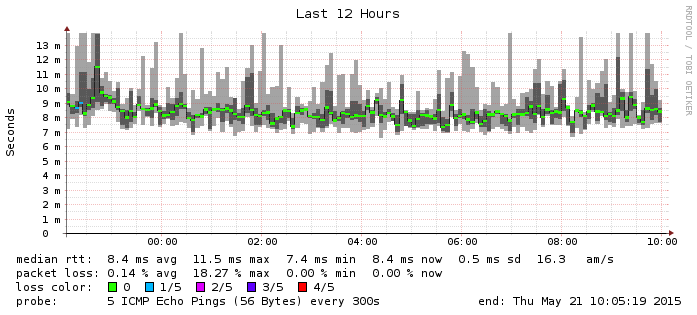 Last 12 Hours
RRDTOOL / TOBI OETIKER
Seconds
13 m
12 m
11 m
10 m
9 m
8 m
7 m
6 m
5 m
4 m
3 m
2 m
1 m
0
00:00 02:00 04:00 06:00 08:00 10:00
median rtt: 8.4 ms avg 11.5 ms max 7.4 ms min 8.4 ms now 0.5 ms sd 16.3 am/s
packet loss: 0.14 % avg 18.27 % max 0.00 % min 0.00 % now
loss color: 0 1/5 2/5 3/5 4/5
probe: 5 ICMP Echo Pings (56 Bytes) every 300s end: Thu May 21 10:05:19 2015